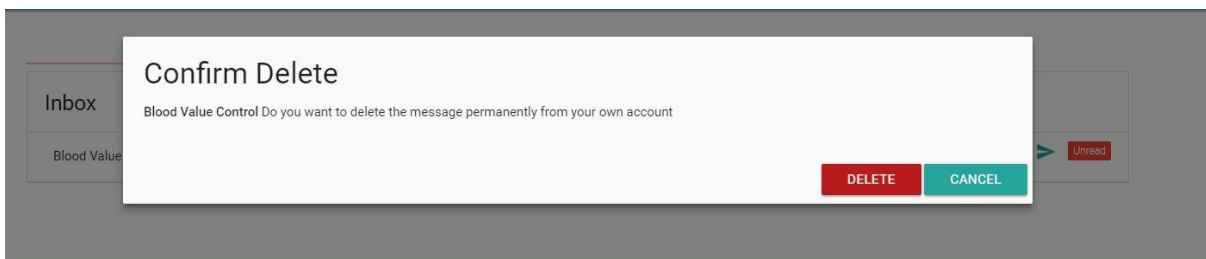 Confirm Delete
Inbox
Blood Value Control Do you want to delete the message permanently from your own account
Blood Value
Unread
DELETE CANCEL